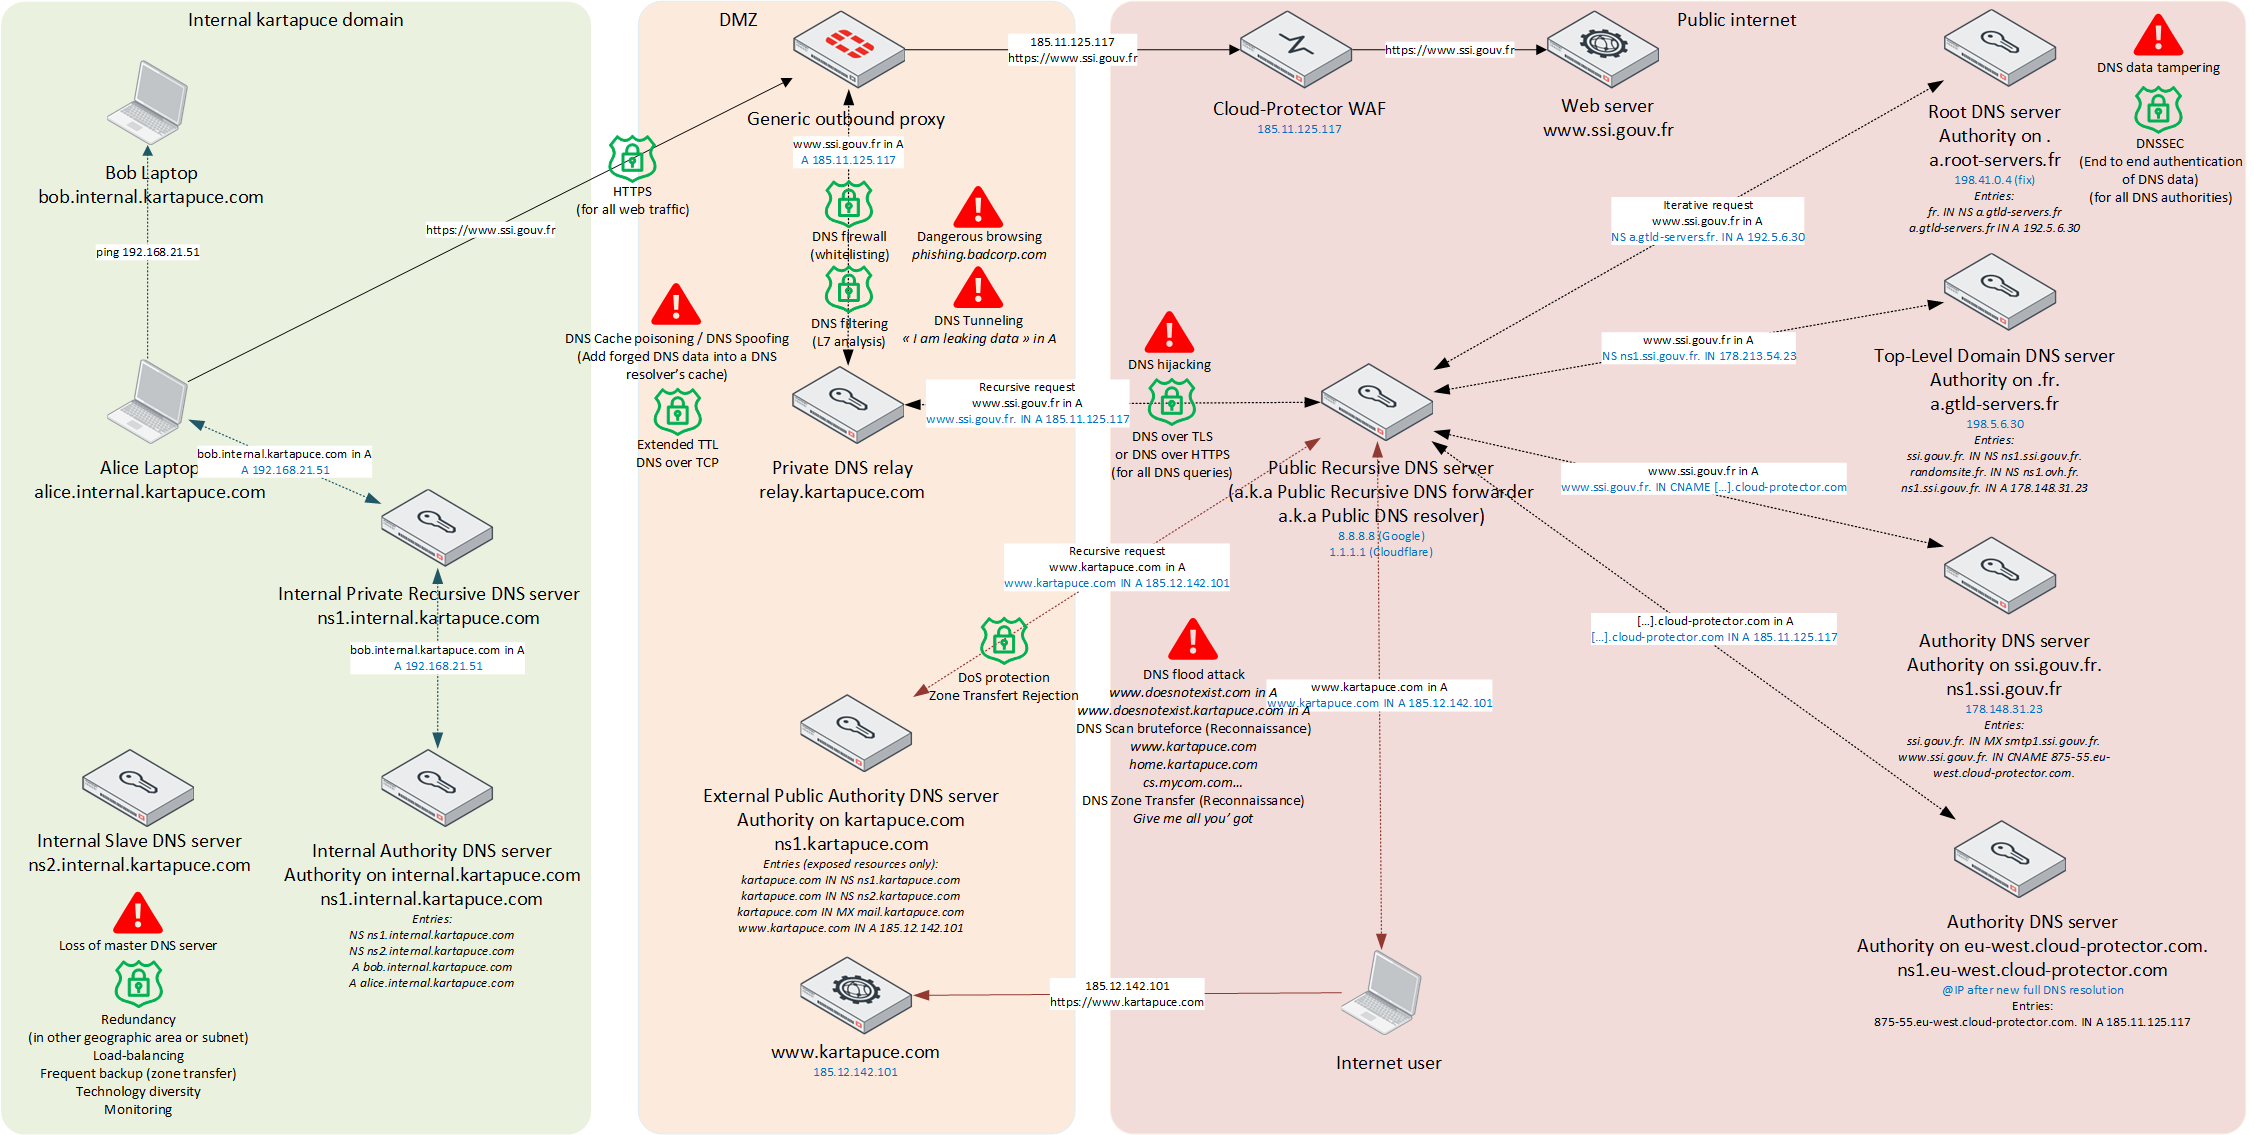 Internal kartapuce domain
Bob Laptop
bob.internal.kartapuce.com
ping 192.168.21.51
https://www.ssi.gouv.fr
Alice Laptop
alice.internal.kartapuce.com
bob.internal.kartapuce.com in A
A 192.168.21.51
Internal Private Recursive DNS server
ns1.internal.kartapuce.com
bob.internal.kartapuce.com in A
A 192.168.21.51
Internal Slave DNS server
ns2.internal.kartapuce.com
Loss of master DNS server
Redundancy
(in other geographic area or subnet)
Load-balancing
Frequent backup (zone transfer)
Technology diversity
Monitoring
Internal Authority DNS server
Authority on internal.kartapuce.com
ns1.internal.kartapuce.com
Entries:
NS ns1.internal.kartapuce.com
NS ns2.internal.kartapuce.com
A bob.internal.kartapuce.com
A alice.internal.kartapuce.com
HTTPS
(for all web traffic)
DMZ
Generic outbound proxy
www.ssi.gouv.fr in A
A 185.11.125.117
DNS firewall
(whitelisting)
Dangerous browsing
phishing.badcorp.com
DNS filtering
(L7 analysis)
DNS Tunneling
« I am leaking data » in A
DNS Cache poisoning / DNS Spoofing
(Add forged DNS data into a DNS
resolver's cache)
Extended TTL
DNS over TCP
Private DNS relay
relay.kartapuce.com
Recursive request
www.ssi.gouv.fr in A
www.ssi.gouv.fr. IN A 185.11.125.117
Recursive request
www.kartapuce.com in A
www.kartapuce.com IN A 185.12.142.101
DoS protection
Zone Transfert Rejection
External Public Authority DNS server
Authority on kartapuce.com
ns1.kartapuce.com
Entries (exposed resources only):
kartapuce.com IN NS ns1.kartapuce.com
kartapuce.com IN NS ns2.kartapuce.com
kartapuce.com IN MX mail.kartapuce.com
www.kartapuce.com IN A 185.12.142.101
www.kartapuce.com
185.12.142.101
185.11.125.117
https://www.ssi.gouv.fr
Public internet
Cloud-Protector WAF
185.11.125.117
https://www.ssi.gouv.fr
Web server
www.ssi.gouv.fr
DNS hijacking
DNS over TLS
or DNS over HTTPS
(for all DNS queries)
Public Recursive DNS server
(a.k.a Public Recursive DNS forwarder
a.k.a Public DNS resolver)
8.8.8.8 (Google)
1.1.1.1 (Cloudflare)
DNS flood attack
www.doesnotexist.com in A
www.doesnotexist.kartapuce.com in A
DNS Scan bruteforce (Reconnaissance)
www.kartapuce.com
home.kartapuce.com
cs.mycom.com...
DNS Zone Transfer (Reconnaissance)
Give me all you' got
www.kartapuce.com in A
www.kartapuce.com IN A 185.12.142.101
185.12.142.101
https://www.kartapuce.com
Internet user
Iterative request
www.ssi.gouv.fr in A
NS a.gtld-servers.fr. IN A 192.5.6.30
www.ssi.gouv.fr in A
NS ns1.ssi.gouv.fr. IN 178.213.54.23
www.ssi.gouv.fr in A
www.ssi.gouv.fr. IN CNAME [...].cloud-protector.com
[...].cloud-protector.com in A
[...].cloud-protector.com IN A 185.11.125.117
Root DNS server
Authority on .
a.root-servers.fr
198.41.0.4 (fix)
Entries:
fr. IN NS a.gtld-servers.fr
a.gtld-servers.fr IN A 192.5.6.30
DNS data tampering
DNSSEC
(End to end authentication
of DNS data)
(for all DNS authorities)
Top-Level Domain DNS server
Authority on .fr.
a.gtld-servers.fr
198.5.6.30
Entries:
ssi.gouv.fr. IN NS ns1.ssi.gouv.fr.
randomsite.fr. IN NS ns1.ovh.fr.
ns1.ssi.gouv.fr. IN A 178.148.31.23
Authority DNS server
Authority on ssi.gouv.fr.
ns1.ssi.gouv.fr
178.148.31.23
Entries:
ssi.gouv.fr. IN MX smtp1.ssi.gouv.fr.
www.ssi.gouv.fr. IN CNAME 875-55.eu-
west.cloud-protector.com.
Authority DNS server
Authority on eu-west.cloud-protector.com.
ns1.eu-west.cloud-protector.com
@IP after new full DNS resolution
Entries:
875-55.eu-west.cloud-protector.com. IN A 185.11.125.117